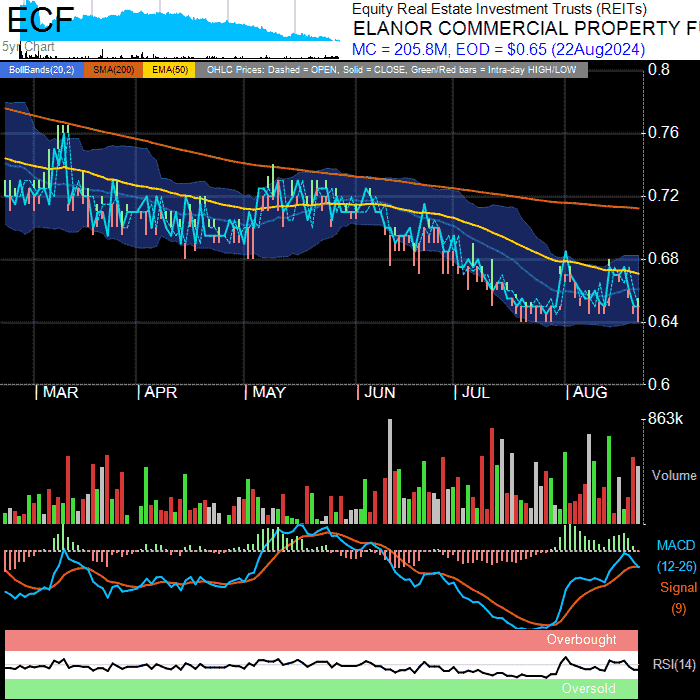 ECF
5yr Chart
Equity Real Estate Investment Trusts (REITs)
ELANOR COMMERCIAL PROPERTY F
MC = 205.8M, EOD = $0.65 (22Aug2024)
BollBands(20,2) SMA(200) EMA(50) OHLC Prices: Dashed = OPEN, Solid = CLOSE, Green/Red bars = Intra-day HIGH/LOW
0.8
0.76
0.72
0.68
0.64
0.6
MAR APR MAY JUN JUL AUG
863k
Volume
MACD
(12-26)
Signal
(9)
Overbought
RSI(14)
Oversold